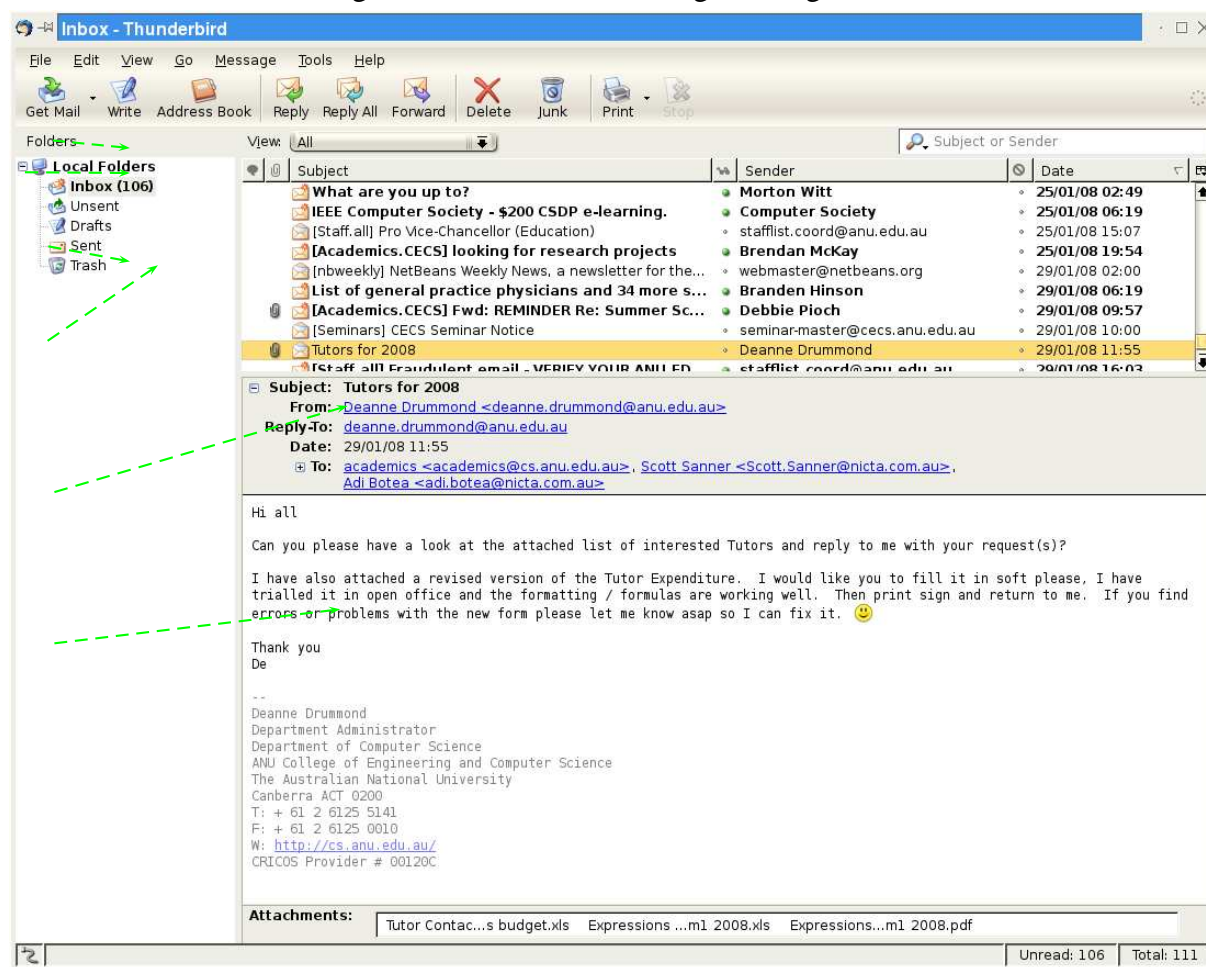 Inbox - Thunderbird
File Edit View Go Message Tools Help
Get Mail Write Address Book Reply Reply All Forward Delete Junk Print Stop
Folders View: All Subject or Sender
Local Folders
Inbox (106)
Unsent
Drafts
Sent
Trash
Subject Sender Date
What are you up to? Morton Witt 25/01/08 02:49
IEEE Computer Society - $200 CSDP e-learning. Computer Society 25/01/08 06:19
[Staff.all] Pro Vice-Chancellor (Education) stafflist.coord@anu.edu.au 25/01/08 15:07
[Academics.CECS] looking for research projects Brendan McKay 25/01/08 19:54
[nbweekly] NetBeans Weekly News, a newsletter for the... webmaster@netbeans.org 29/01/08 02:00
List of general practice physicians and 34 more s... Branden Hinson 29/01/08 06:19
[Academics.CECS] Fwd: REMINDER Re: Summer Sc... Debbie Pioch 29/01/08 09:57
[Seminars] CECS Seminar Notice seminar-master@cecs.anu.edu.au 29/01/08 10:00
Tutors for 2008 Deanne Drummond 29/01/08 11:55
[Staff.all] Fraudulent email - VERIFY YOUR ANU ED... stafflist.coord@anu.edu.au 29/01/08 16:03
Subject: Tutors for 2008
From: Deanne Drummond <deanne.drummond@anu.edu.au>
Reply-To: deanne.drummond@anu.edu.au
Date: 29/01/08 11:55
To: academics <academics@cs.anu.edu.au>, Scott Sanner <Scott.Sanner@nicta.com.au>,
Adi Botea <adi.botea@nicta.com.au>
Hi all
Can you please have a look at the attached list of interested Tutors and reply to me with your request(s)?
I have also attached a revised version of the Tutor Expenditure. I would like you to fill it in soft please, I have
trialled it in open office and the formatting / formulas are working well. Then print sign and return to me. If you find
errors or problems with the new form please let me know asap so I can fix it.
Thank you
De
--
Deanne Drummond
Department Administrator
Department of Computer Science
ANU College of Engineering and Computer Science
The Australian National University
Canberra ACT 0200
T: + 61 2 6125 5141
F: + 61 2 6125 0010
W: http://cs.anu.edu.au/
CRICOS Provider # 00120C
Attachments: Tutor Contac...s budget.xls Expressions ...m1 2008.xls Expressions...m1 2008.pdf
Unread: 106 Total: 111